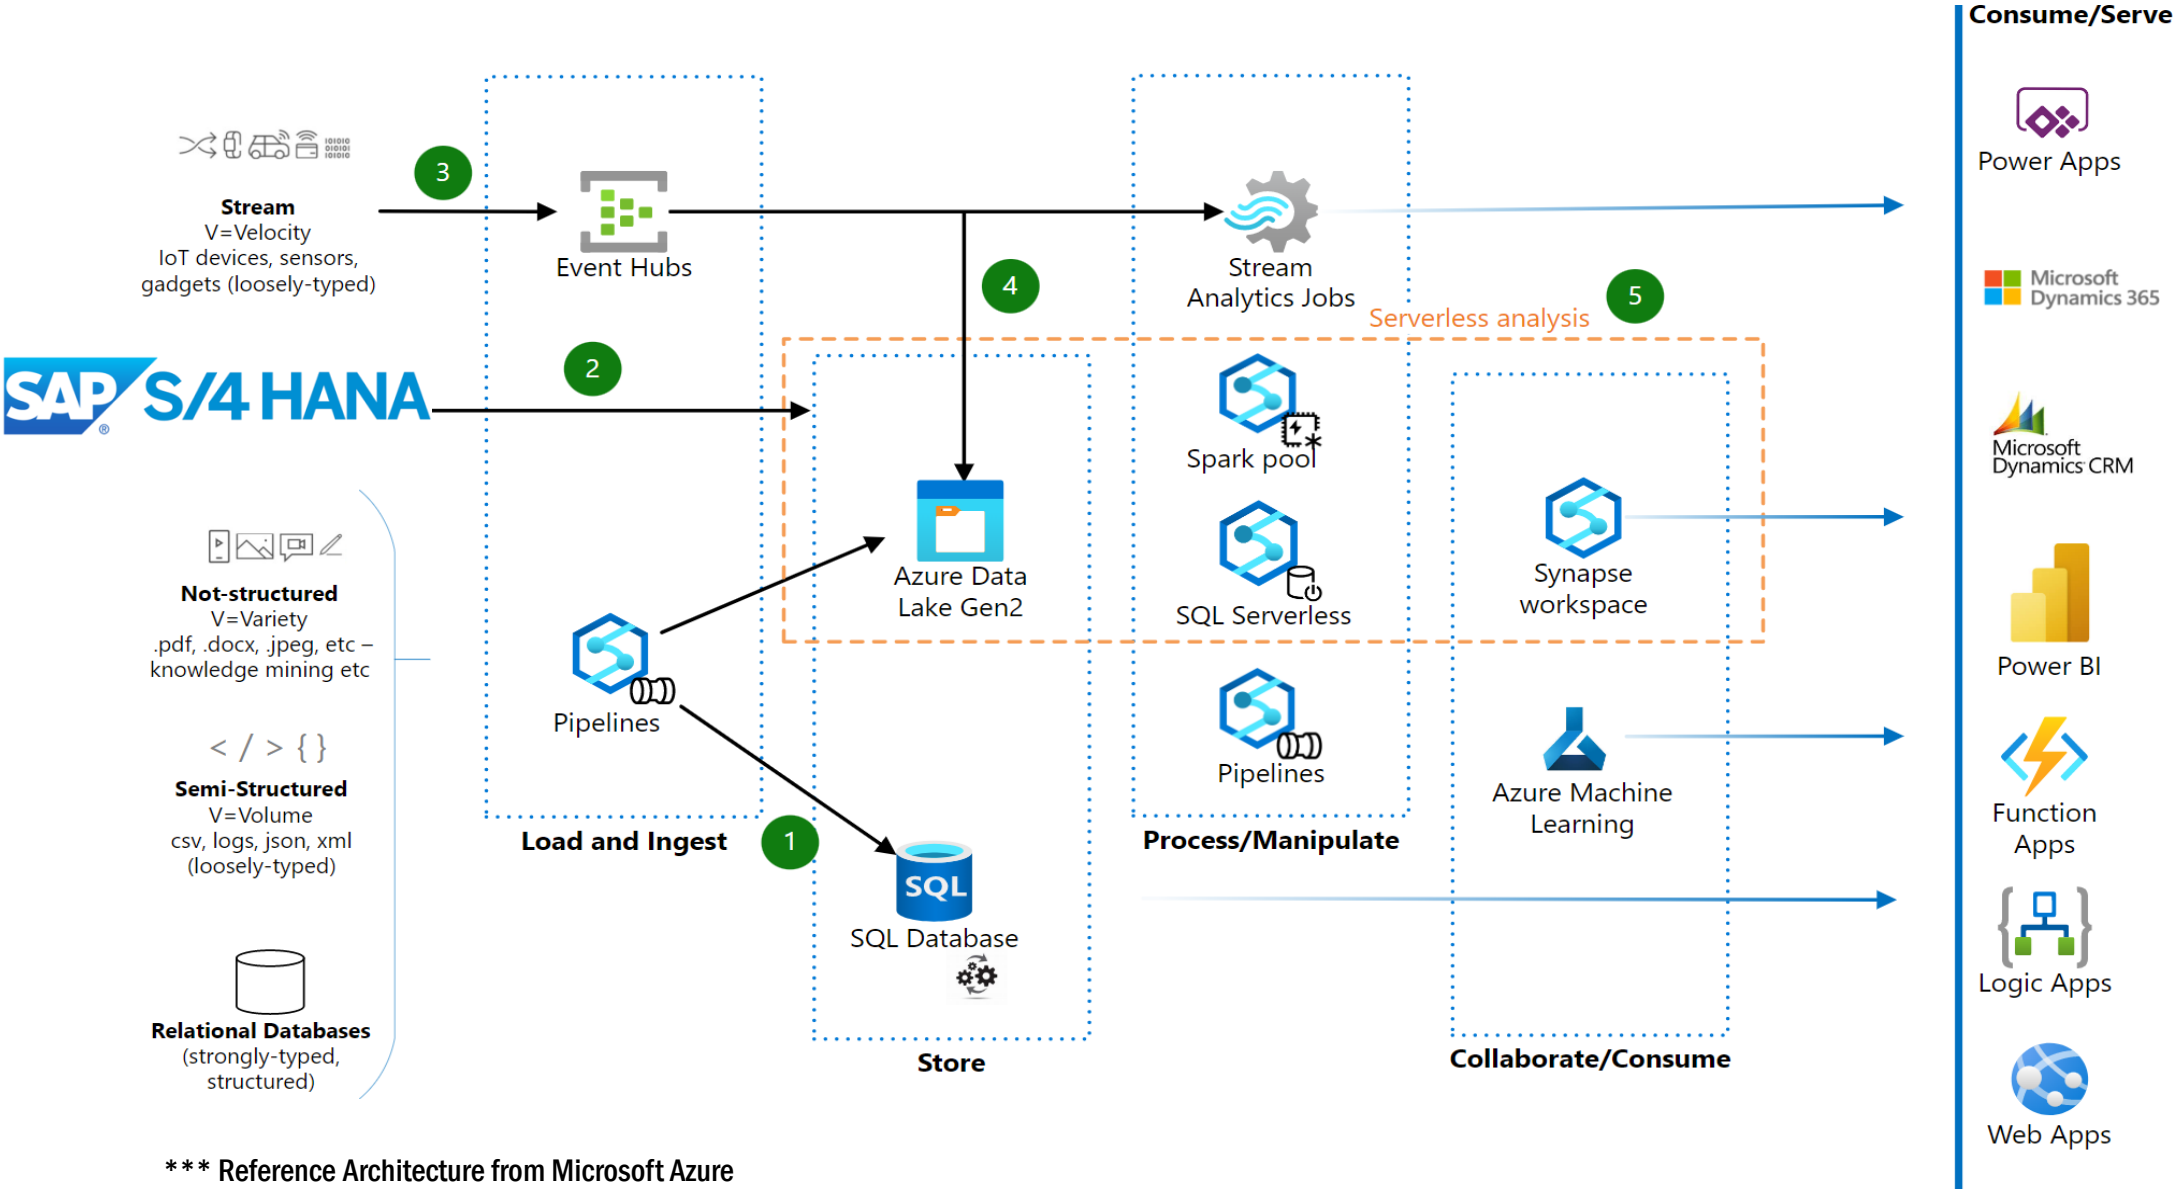 Consume/Serve
3
Stream
V=Velocity
IoT devices, sensors,
gadgets (loosely-typed)
Event Hubs
4
Stream
Analytics Jobs
Serverless analysis
5
SAP
®
S/4 HANA
2
Not-structured
V=Variety
.pdf, .docx, .jpeg, etc –
knowledge mining etc
Semi-Structured
V=Volume
csv, logs, json, xml
(loosely-typed)
Relational Databases
(strongly-typed,
structured)
Pipelines
Load and Ingest
1
Azure Data
Lake Gen2
SQL
SQL Database
Store
Spark pool
SQL Serverless
Pipelines
Process/Manipulate
Synapse
workspace
Azure Machine
Learning
Collaborate/Consume
Power Apps
Microsoft
Dynamics 365
Microsoft
Dynamics CRM
Power BI
Function
Apps
Logic Apps
Web Apps
*** Reference Architecture from Microsoft Azure